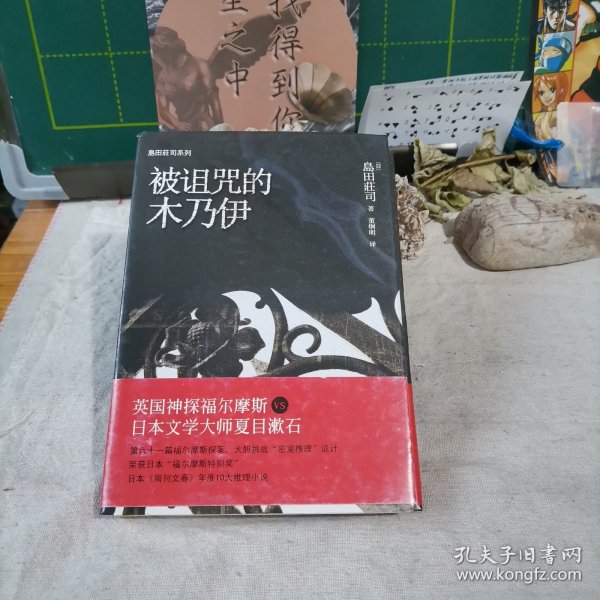 我得到你
至之中
島田莊司系列
被诅咒的
木乃伊
[日]
島田莊司 著
董炯明 译
英国神探福尔摩斯 VS
日本文学大师夏目漱石
第六十一篇福尔摩斯探案，大胆挑战“密室推理”诡计
荣获日本“福尔摩斯特别奖”
日本《周刊文春》年度10大推理小说
孔夫子旧书网
www.kongfz.com